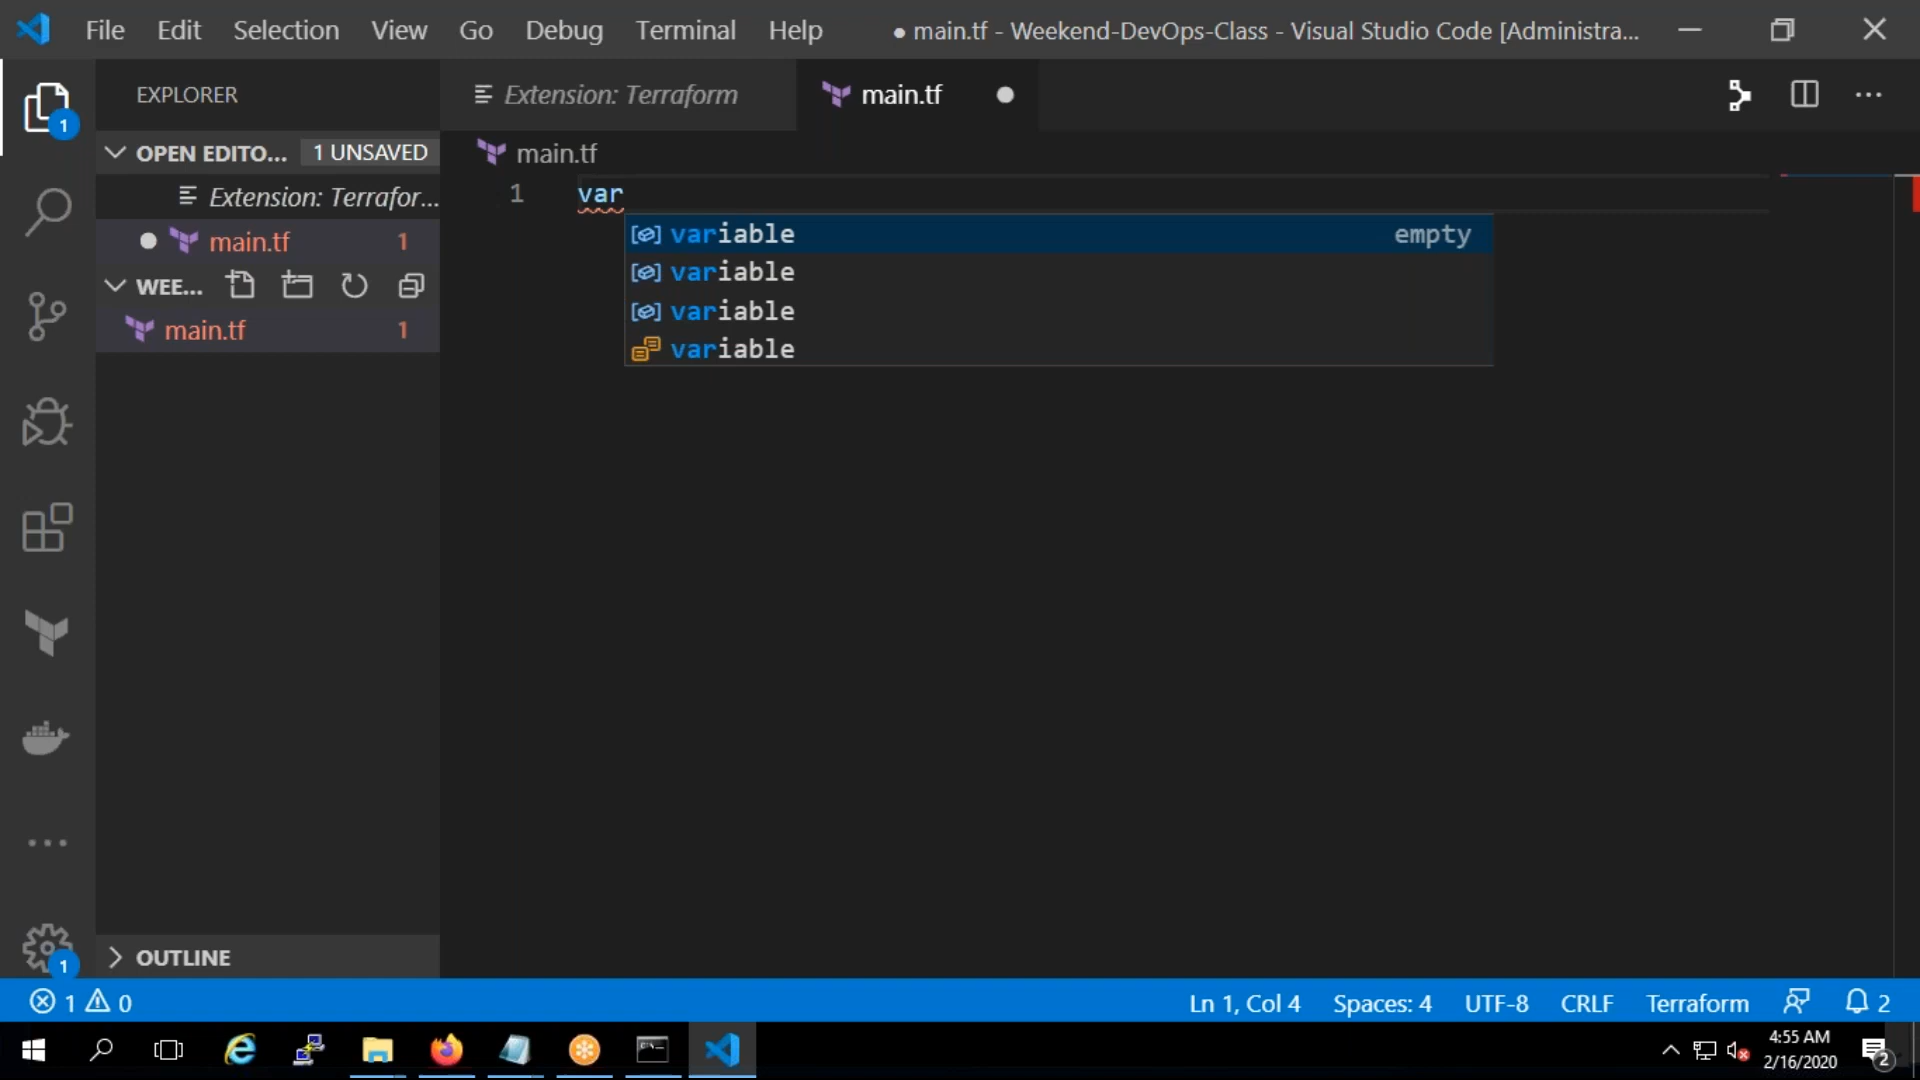 File Edit Selection View Go Debug Terminal Help ● main.tf - Weekend-DevOps-Class - Visual Studio Code [Administra...
EXPLORER
Extension: Terraform
main.tf
OPEN EDITO... 1 UNSAVED
Extension: Terrafor...
main.tf 1
WEE...
main.tf 1
main.tf
1 var
variable empty
variable
variable
variable
1
1
OUTLINE
1 0
Ln 1, Col 4 Spaces: 4 UTF-8 CRLF Terraform 2
4:55 AM
2/16/2020
2